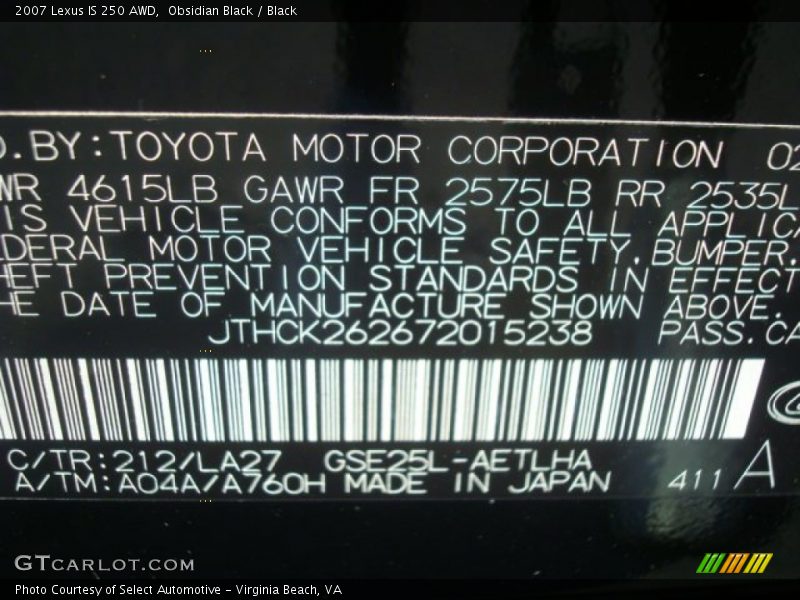 2007 Lexus IS 250 AWD,  Obsidian Black / Black
D.BY:TOYOTA MOTOR CORPORATION 02
WR 4615LB GAWR FR 2575LB RR 2535L
IS VEHICLE CONFORMS TO ALL APPLICA
DERAL MOTOR VEHICLE SAFETY, BUMPER,
HEFT PREVENTION STANDARDS IN EFFECT
HE DATE OF MANUFACTURE SHOWN ABOVE.
JTHCK262672015238 PASS.CA
C/TR:212/LA27 GSE25L-AETLHA
A/TM:A04A/A760H MADE IN JAPAN 411 A
GTCARLOT.COM
Photo Courtesy of Select Automotive - Virginia Beach, VA